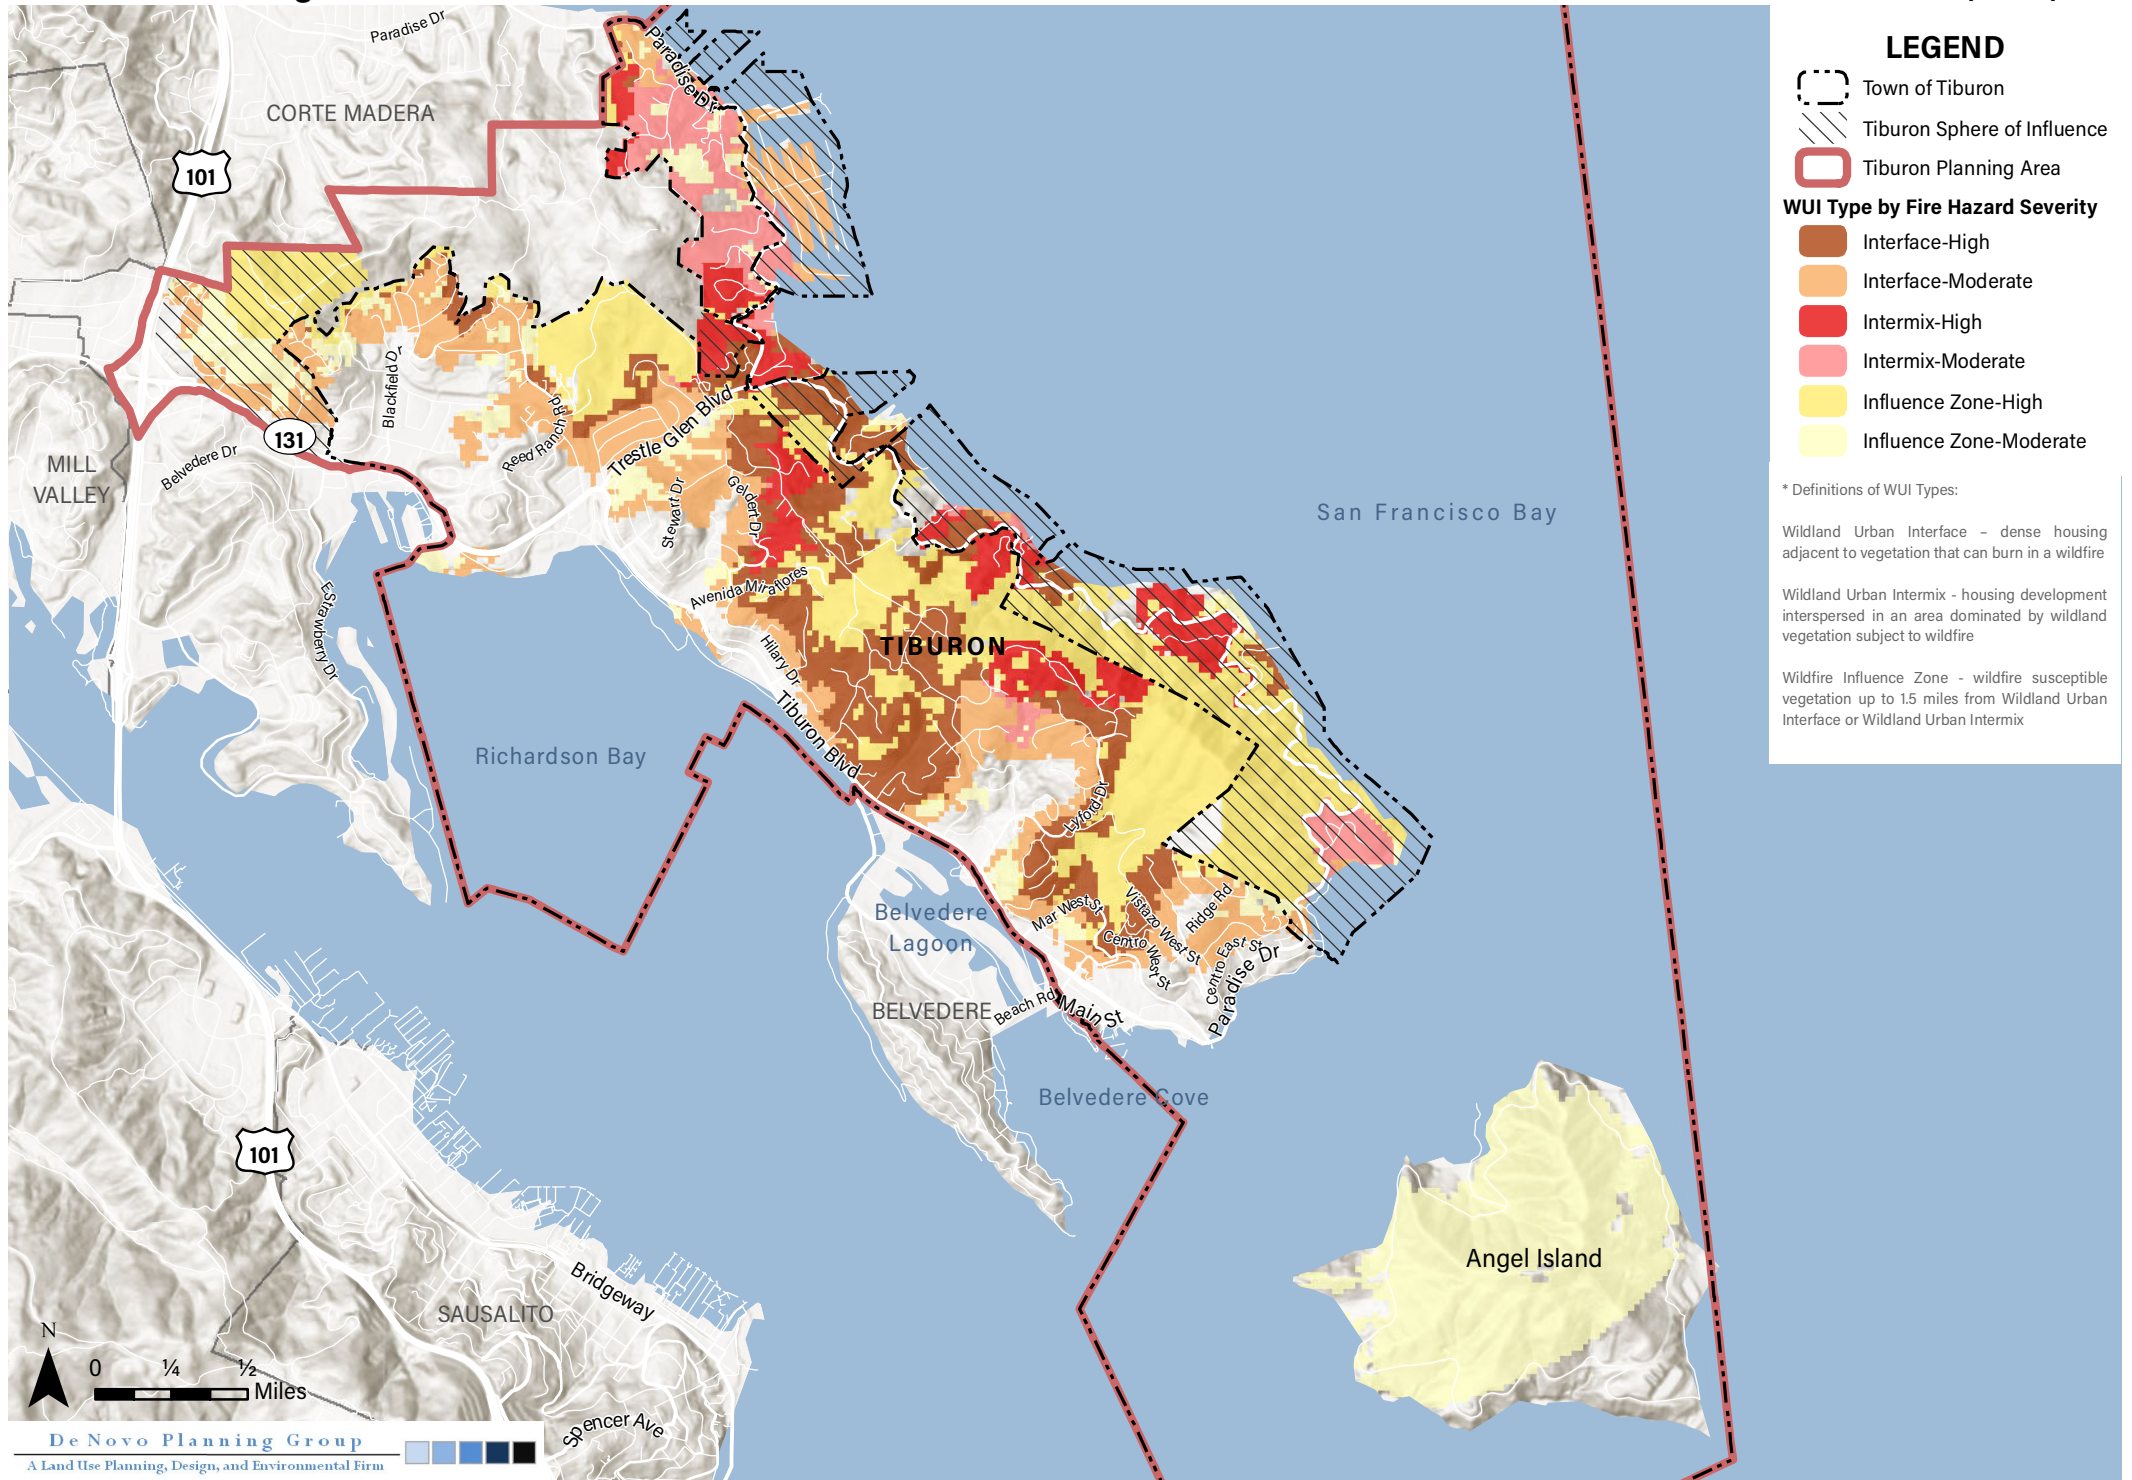 Paradise Dr
CORTE MADERA
101
Paradise Dr
LEGEND
Town of Tiburon
Tiburon Sphere of Influence
Tiburon Planning Area
WUI Type by Fire Hazard Severity
Interface-High
Interface-Moderate
Intermix-High
Intermix-Moderate
Influence Zone-High
Influence Zone-Moderate
* Definitions of WUI Types:
Wildland Urban Interface – dense housing
adjacent to vegetation that can burn in a wildfire
Wildland Urban Intermix - housing development
interspersed in an area dominated by wildland
vegetation subject to wildfire
Wildfire Influence Zone - wildfire susceptible
vegetation up to 1.5 miles from Wildland Urban
Interface or Wildland Urban Intermix
Blackfield Dr
131
Belvedere Dr
MILL
VALLEY
Reed Ranch Rd
Trestle Glen Blvd
Stewart Dr
Geldert Dr
San Francisco Bay
E Strawberry Dr
Avenida Miraflores
Hilary Dr
TIBURON
Tiburon Blvd
Richardson Bay
Lyford Dr
Mar West St
Vistazo West St
Ridge Rd
Centro West St
Centro East St
Paradise Dr
Belvedere
Lagoon
BELVEDERE
Beach Rd
Main St
Belvedere Cove
101
Angel Island
Bridgeway
SAUSALITO
Spencer Ave
N
0 ¼ ½
Miles
De Novo Planning Group
A Land Use Planning, Design, and Environmental Firm